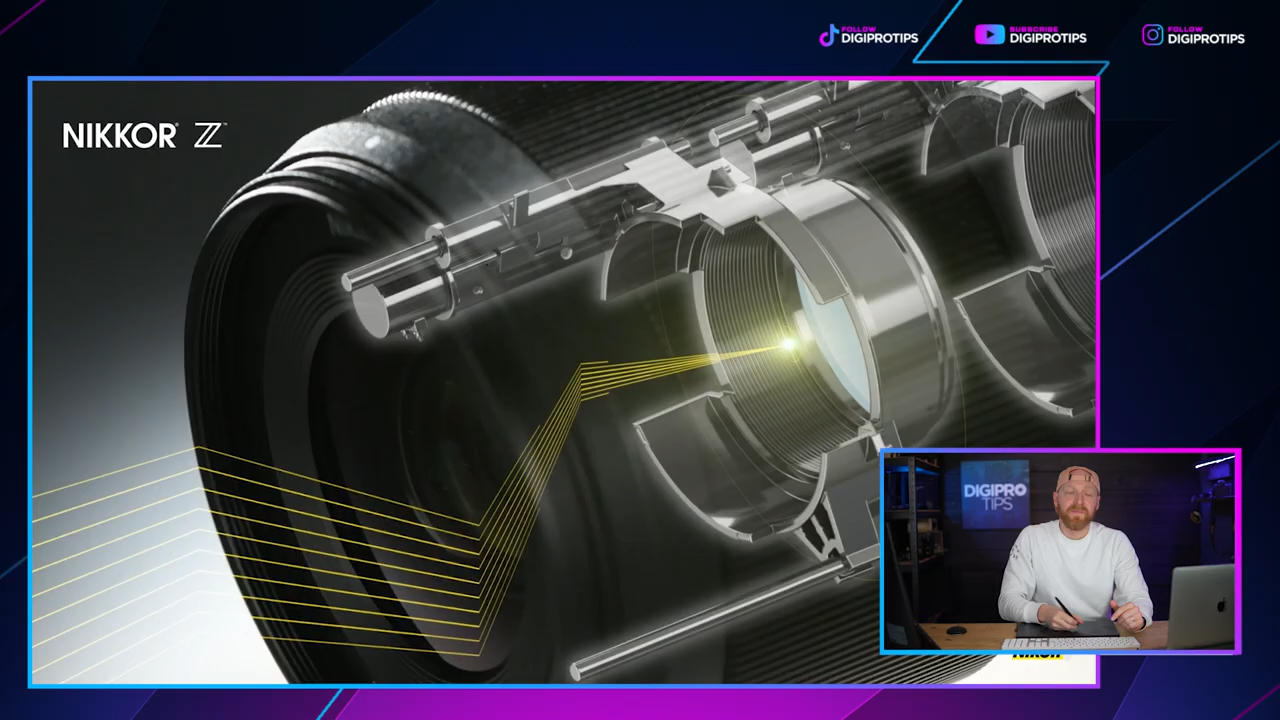 FOLLOW
DIGIPROTIPS
SUBSCRIBE
DIGIPROTIPS
FOLLOW
DIGIPROTIPS
NIKKOR Z
DIGIPRO
TIPS